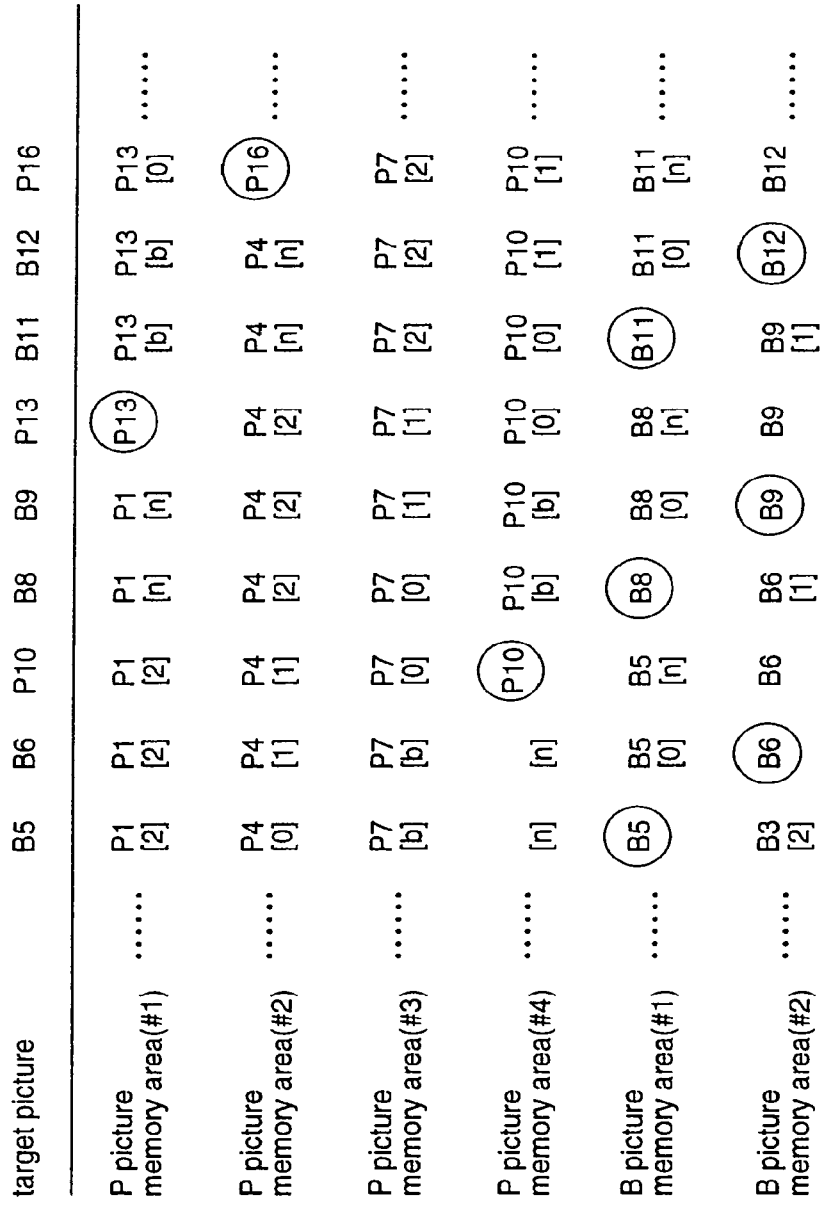 target picture B5 B6 P10 B8 B9 P13 B11 B12 P16
P picture
memory area(#1) ...... P1 P1 P1 P1 P1 P13 P13 P13 P13 ......
[2] [2] [2] [n] [n] [b] [b] [0]
P picture
memory area(#2) ...... P4 P4 P4 P4 P4 P4 P4 P4 P16 ......
[0] [1] [1] [2] [2] [2] [n] [n]
P picture
memory area(#3) ...... P7 P7 P7 P7 P7 P7 P7 P7 P7 ......
[b] [b] [0] [0] [1] [1] [2] [2] [2]
P picture
memory area(#4) ...... P10 P10 P10 P10 P10 P10 P10 ......
[n] [n] [b] [b] [0] [0] [1] [1]
B picture
memory area(#1) ...... B5 B5 B5 B8 B8 B8 B11 B11 B11 ......
[0] [n] [0] [n] [0] [n]
B picture
memory area(#2) ...... B3 B6 B6 B6 B9 B9 B9 B12 B12 ......
[2] [1] [1]